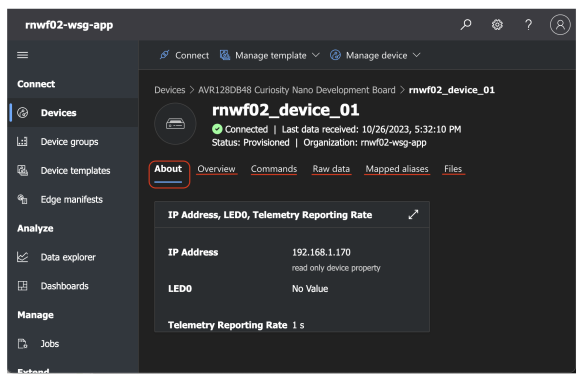 rnwf02-wsg-app
Connect
Manage template
Manage device
Connect
Devices
Device groups
Device templates
Edge manifests
Analyze
Data explorer
Dashboards
Manage
Jobs
Extend
Devices > AVR128DB48 Curiosity Nano Development Board > rnwf02_device_01
rnwf02_device_01
Connected | Last data received: 10/26/2023, 5:32:10 PM
Status: Provisioned | Organization: rnwf02-wsg-app
About Overview Commands Raw data Mapped aliases Files
IP Address, LED0, Telemetry Reporting Rate
IP Address 192.168.1.170
read only device property
LED0 No Value
Telemetry Reporting Rate 1 s